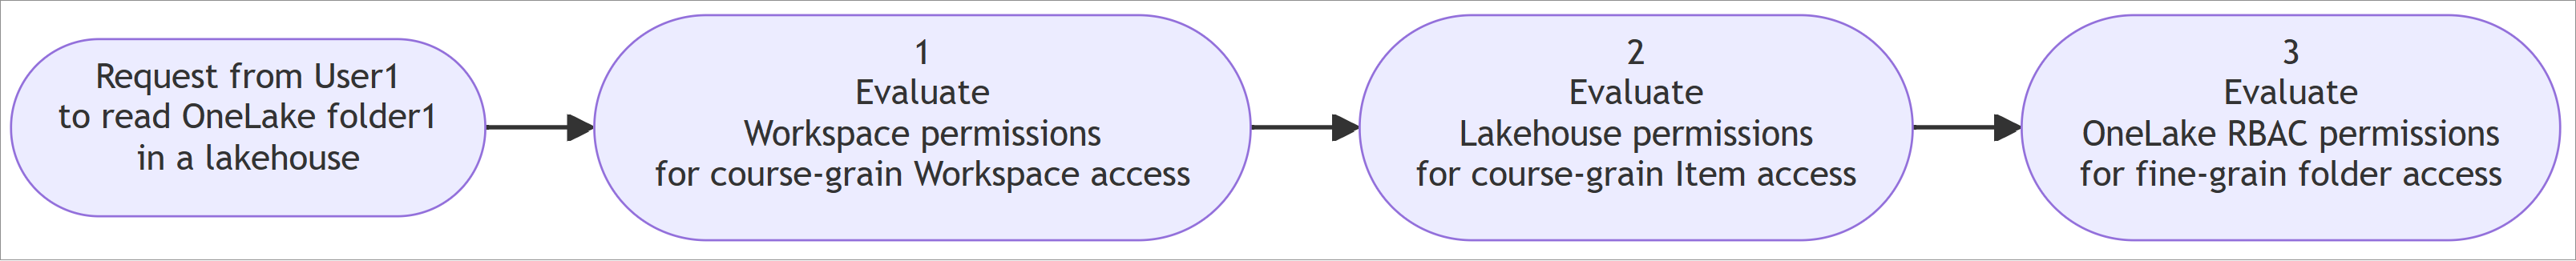 Request from User1
to read OneLake folder1
in a lakehouse
1
Evaluate
Workspace permissions
for course-grain Workspace access
2
Evaluate
Lakehouse permissions
for course-grain Item access
3
Evaluate
OneLake RBAC permissions
for fine-grain folder access